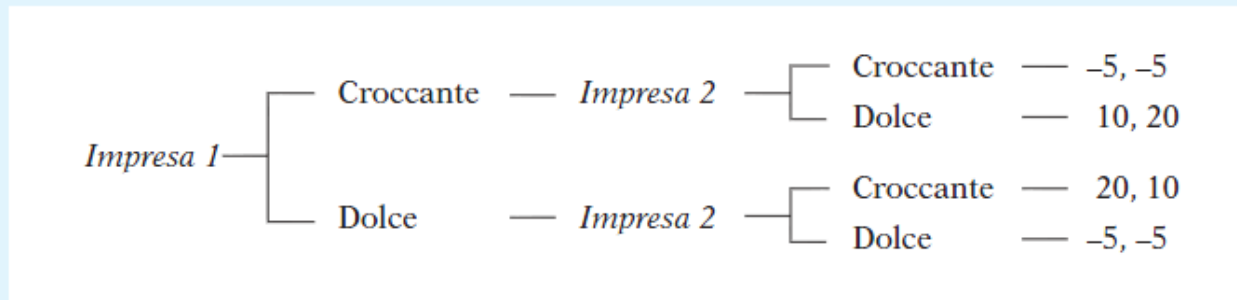 Croccante — –5, –5
Croccante — Impresa 2
Dolce — 10, 20
Impresa 1
Croccante — 20, 10
Dolce — Impresa 2
Dolce — –5, –5